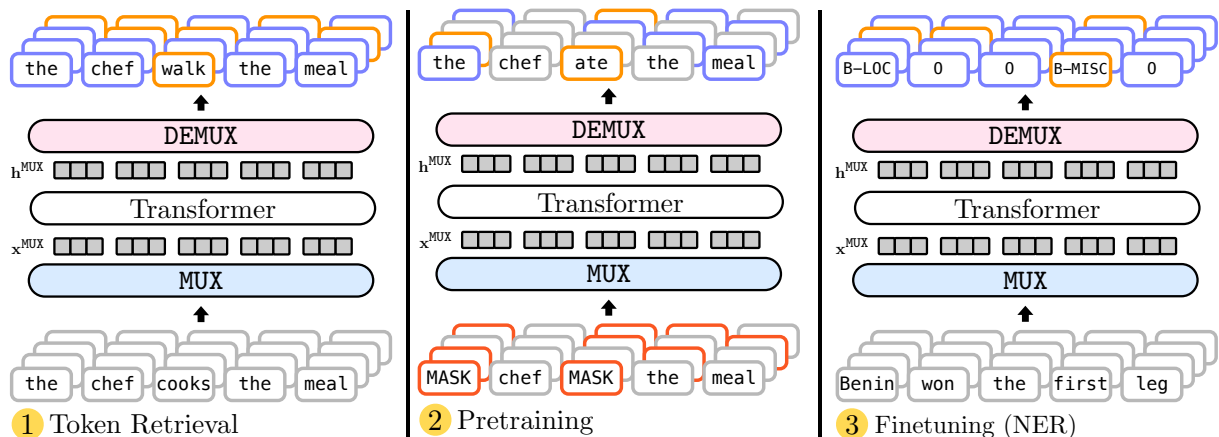 the chef walk the meal
DEMUX
h^MUX
Transformer
x^MUX
MUX
the chef cooks the meal
1 Token Retrieval
the chef ate the meal
DEMUX
h^MUX
Transformer
x^MUX
MUX
MASK chef MASK the meal
2 Pretraining
B-LOC O O B-MISC O
DEMUX
h^MUX
Transformer
x^MUX
MUX
Benin won the first leg
3 Finetuning (NER)